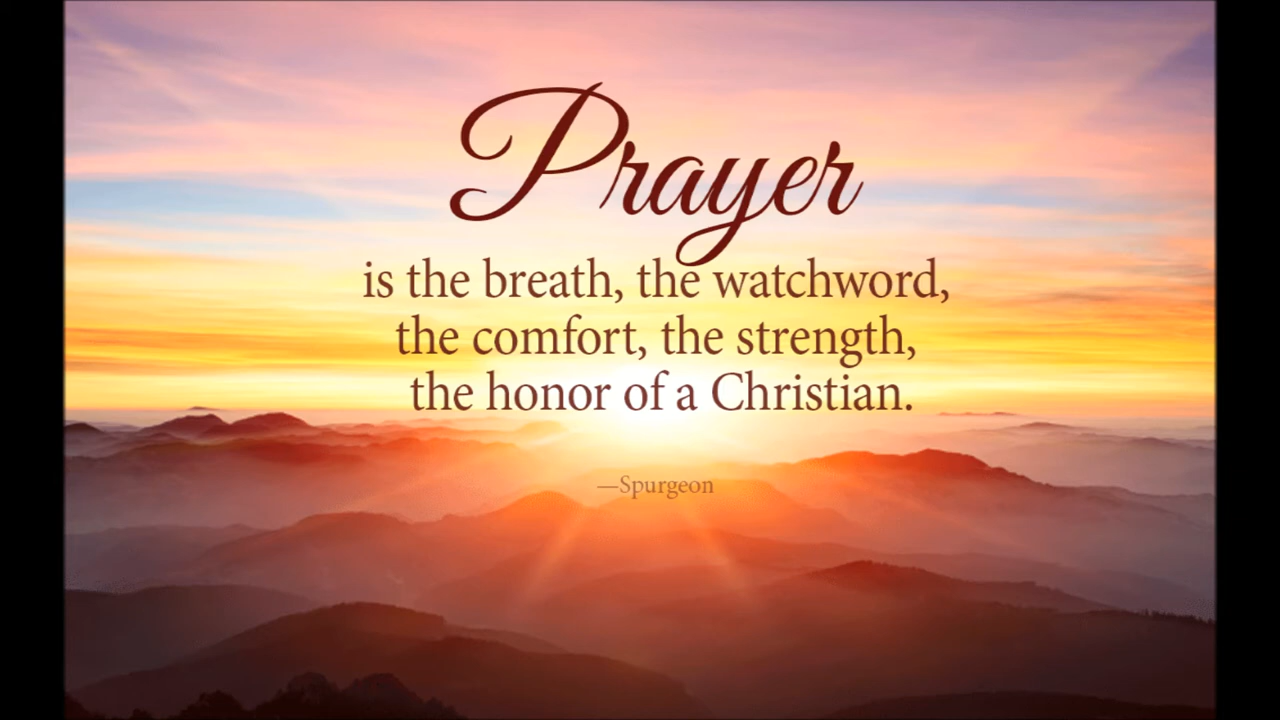 Prayer
is the breath, the watchword,
the comfort, the strength,
the honor of a Christian.
—Spurgeon